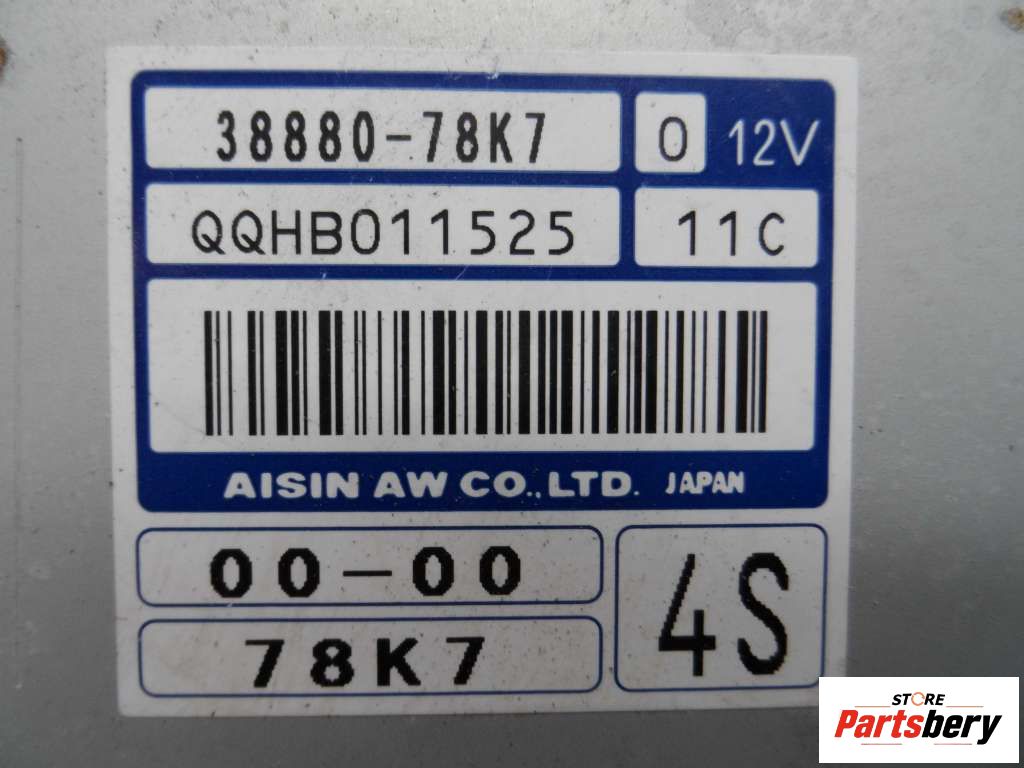 38880-78K7 0 12V
QQHB011525 11C
AISIN AW CO.,LTD. JAPAN
00-00
78K7
4S
STORE
Partsbery